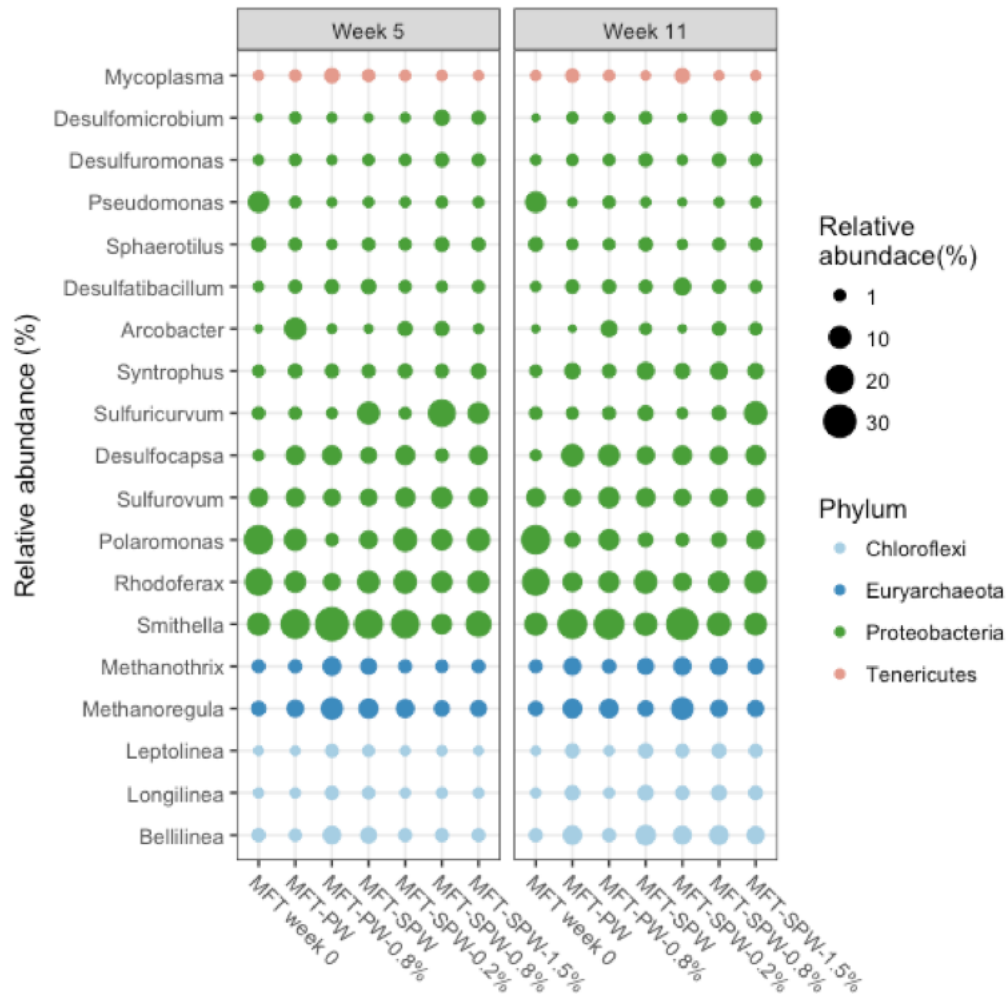 Week 5
Week 11
Relative abundance (%)
Mycoplasma
Desulfomicrobium
Desulfuromonas
Pseudomonas
Sphaerotilus
Desulfatibacillum
Arcobacter
Syntrophus
Sulfuricurvum
Desulfocapsa
Sulfurovum
Polaromonas
Rhodoferax
Smithella
Methanothrix
Methanoregula
Leptolinea
Longilinea
Bellilinea
MFT week 0
MFT-PW
MFT-PW-0.8%
MFT-SPW
MFT-SPW-0.2%
MFT-SPW-0.8%
MFT-SPW-1.5%
MFT week 0
MFT-PW
MFT-PW-0.8%
MFT-SPW
MFT-SPW-0.2%
MFT-SPW-0.8%
MFT-SPW-1.5%
Relative
abundace(%)
1
10
20
30
Phylum
Chloroflexi
Euryarchaeota
Proteobacteria
Tenericutes